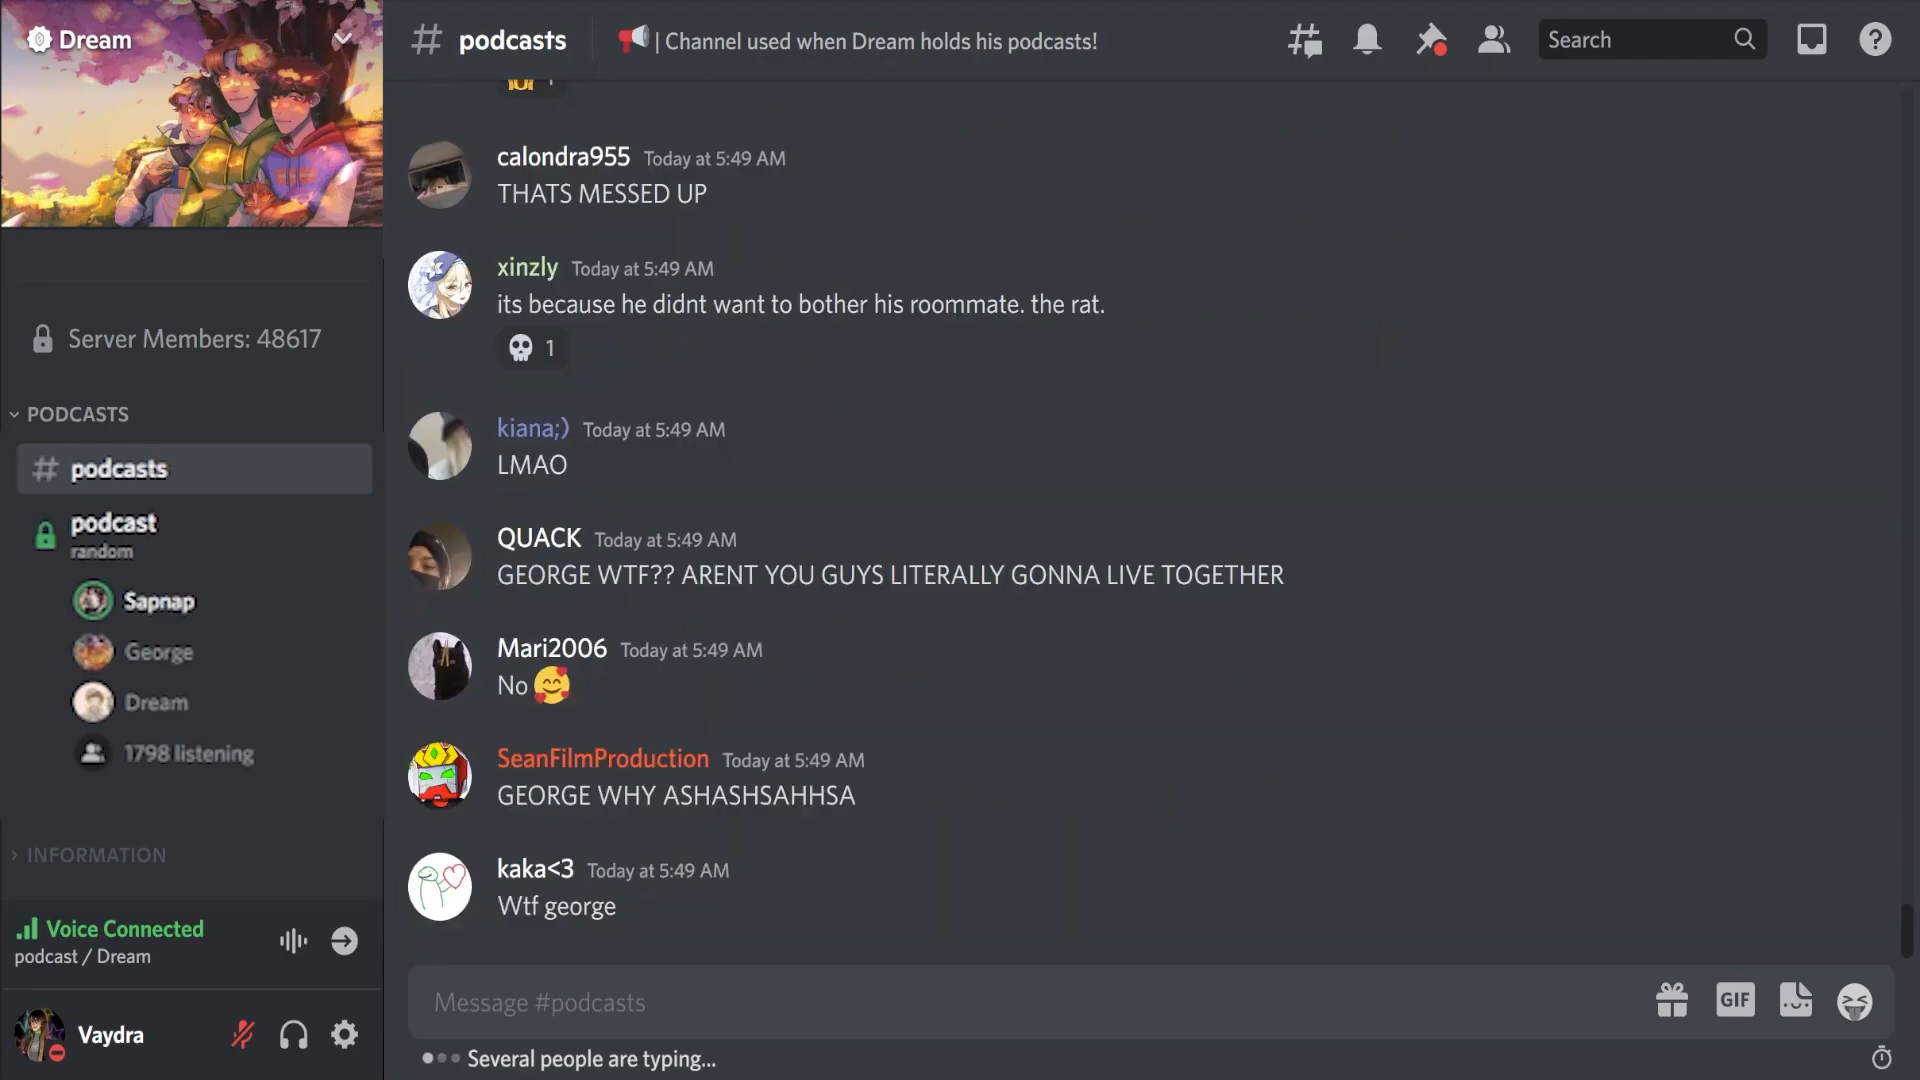 Dream
Server Members: 48617
PODCASTS
podcasts
podcast
random
Sapnap
George
Dream
1798 listening
INFORMATION
Voice Connected
podcast / Dream
Vaydra
podcasts
| Channel used when Dream holds his podcasts!
Search
calondra955 Today at 5:49 AM
THATS MESSED UP
xinzly Today at 5:49 AM
its because he didnt want to bother his roommate. the rat.
💀 1
kiana;) Today at 5:49 AM
LMAO
QUACK Today at 5:49 AM
GEORGE WTF?? ARENT YOU GUYS LITERALLY GONNA LIVE TOGETHER
Mari2006 Today at 5:49 AM
No 🥰
SeanFilmProduction Today at 5:49 AM
GEORGE WHY ASHASHSAHHSA
kaka<3 Today at 5:49 AM
Wtf george
Message #podcasts
GIF
Several people are typing...